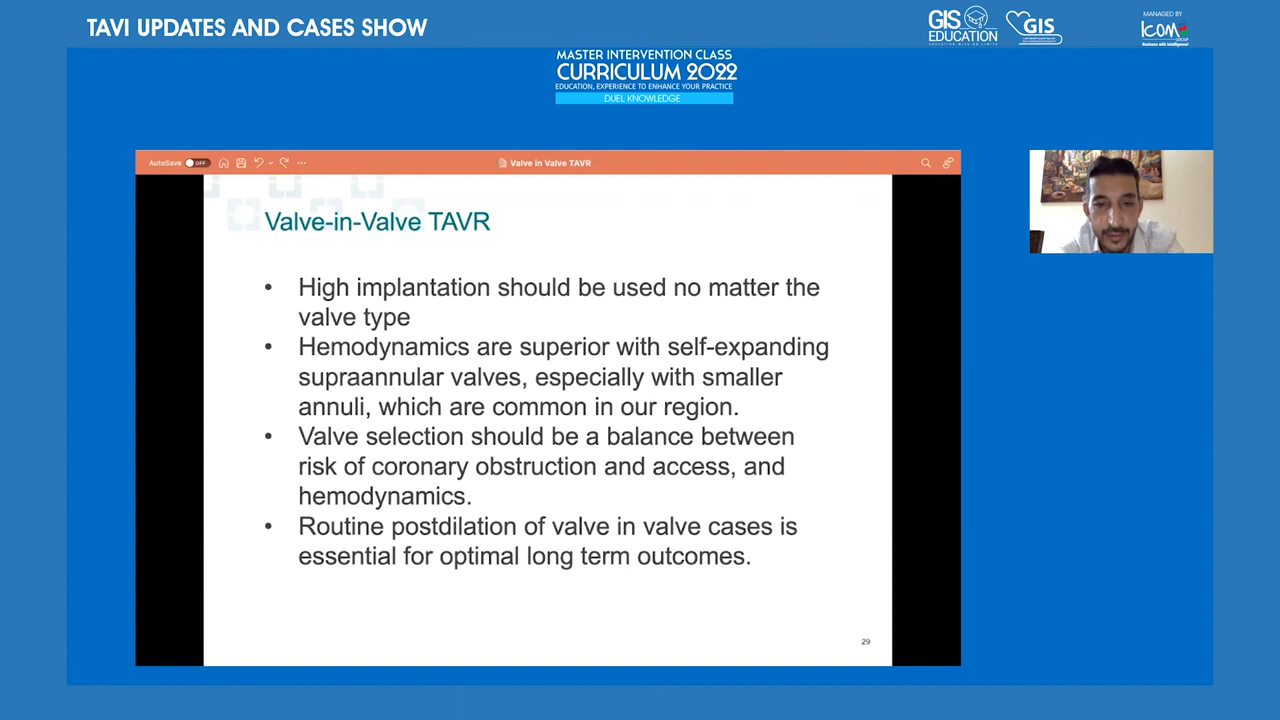 TAVI UPDATES AND CASES SHOW
GIS
EDUCATION
GIS
MANAGED BY
ICOM
GROUP
Business with Intelligence!
MASTER INTERVENTION CLASS
CURRICULUM 2022
EDUCATION, EXPERIENCE TO ENHANCE YOUR PRACTICE
DUEL KNOWLEDGE
AutoSave OFF
Valve in Valve TAVR
Valve-in-Valve TAVR
• High implantation should be used no matter the
valve type
• Hemodynamics are superior with self-expanding
supraannular valves, especially with smaller
annuli, which are common in our region.
• Valve selection should be a balance between
risk of coronary obstruction and access, and
hemodynamics.
• Routine postdilation of valve in valve cases is
essential for optimal long term outcomes.
29